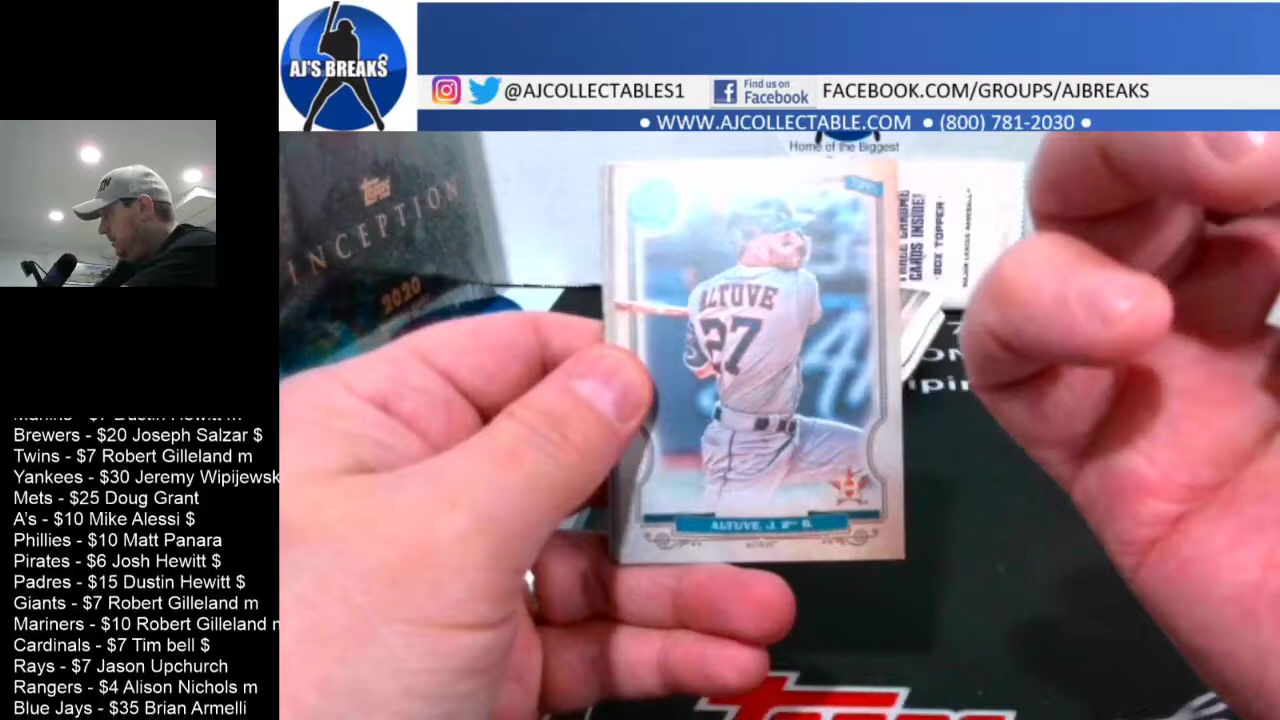 AJ'S BREAKS
@AJCOLLECTABLES1
Find us on
Facebook
FACEBOOK.COM/GROUPS/AJBREAKS
• WWW.AJCOLLECTABLE.COM • (800) 781-2030 •
Home of the Biggest
Topps
INCEPTION
2020
ALTUVE
27
ALTUVE, J. 2ND B.
CARDS INSIDE!
• BOX TOPPER •
Topps
Brewers - $20 Joseph Salzar $
Twins - $7 Robert Gilleland m
Yankees - $30 Jeremy Wipijewsk
Mets - $25 Doug Grant
A's - $10 Mike Alessi $
Phillies - $10 Matt Panara
Pirates - $6 Josh Hewitt $
Padres - $15 Dustin Hewitt $
Giants - $7 Robert Gilleland m
Mariners - $10 Robert Gilleland
Cardinals - $7 Tim bell $
Rays - $7 Jason Upchurch
Rangers - $4 Alison Nichols m
Blue Jays - $35 Brian Armelli